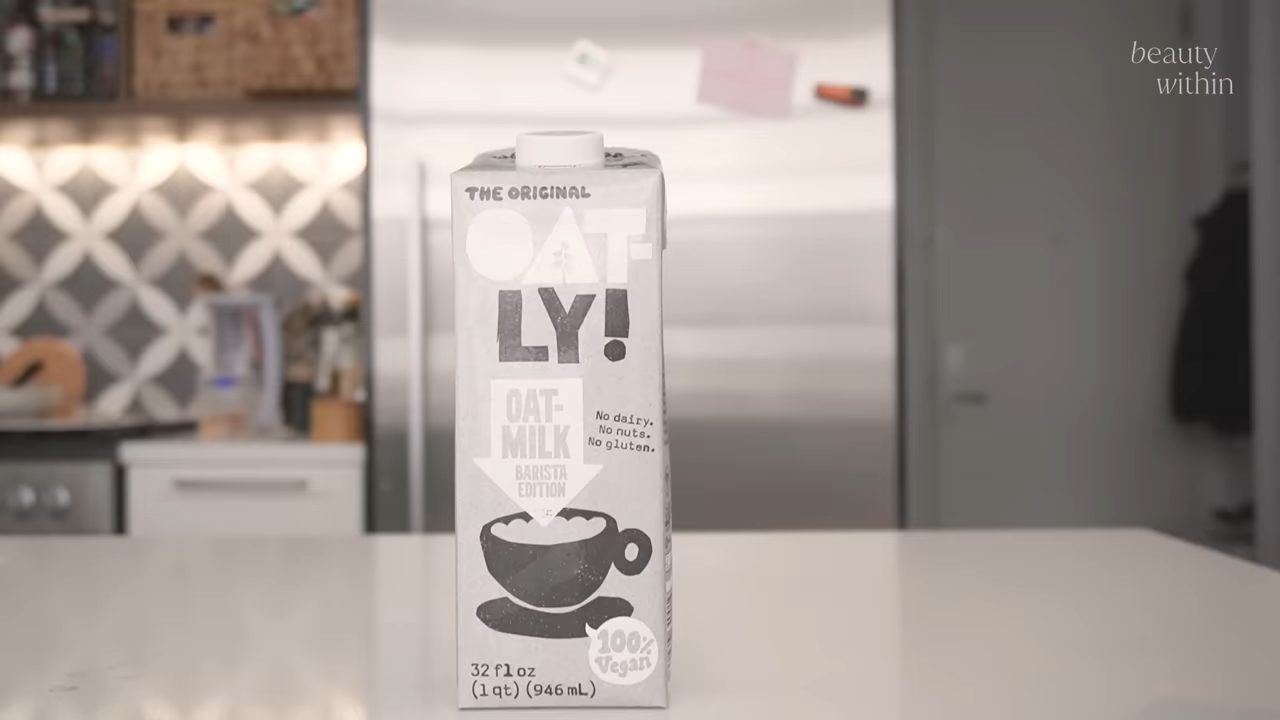 beauty
within
THE ORIGINAL
OAT-
LY!
OAT-
MILK
BARISTA
EDITION
No dairy.
No nuts.
No gluten.
100%
Vegan
32 fl oz
(1 qt) (946 mL)